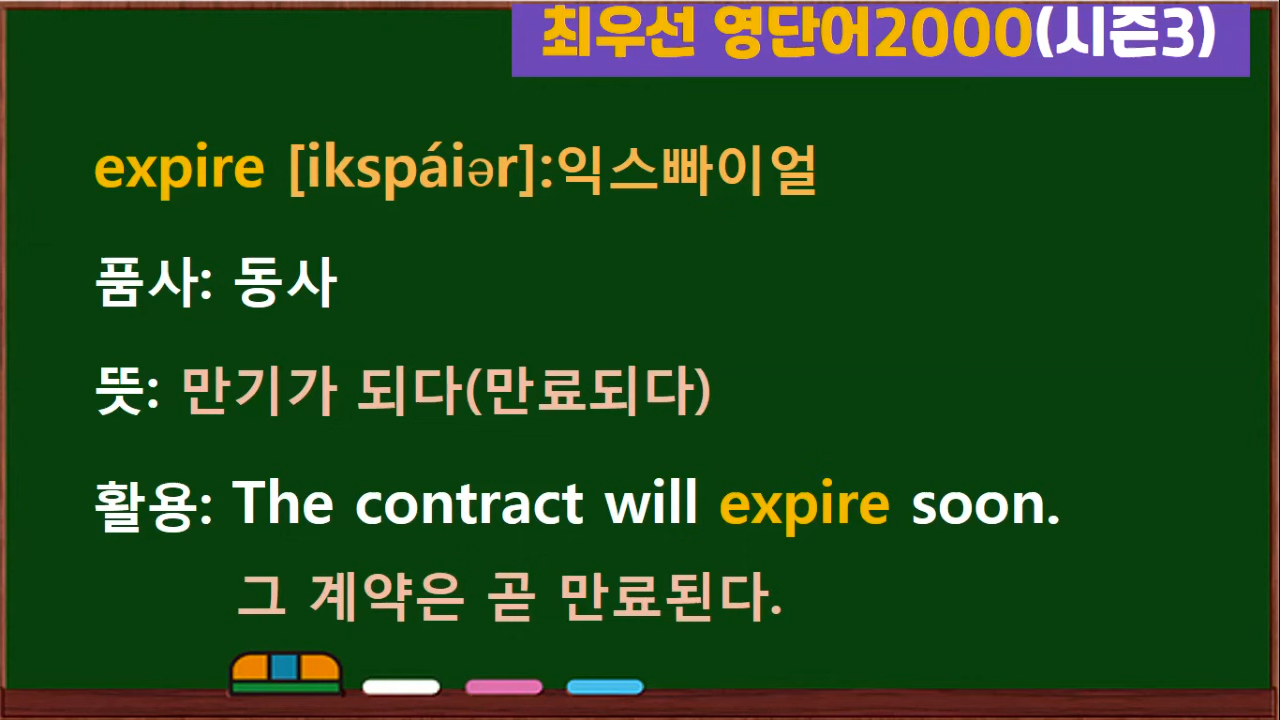 최우선 영단어2000(시즌3)
expire [ikspáiər]:익스빠이얼
품사: 동사
뜻: 만기가 되다(만료되다)
활용: The contract will expire soon.
그 계약은 곧 만료된다.